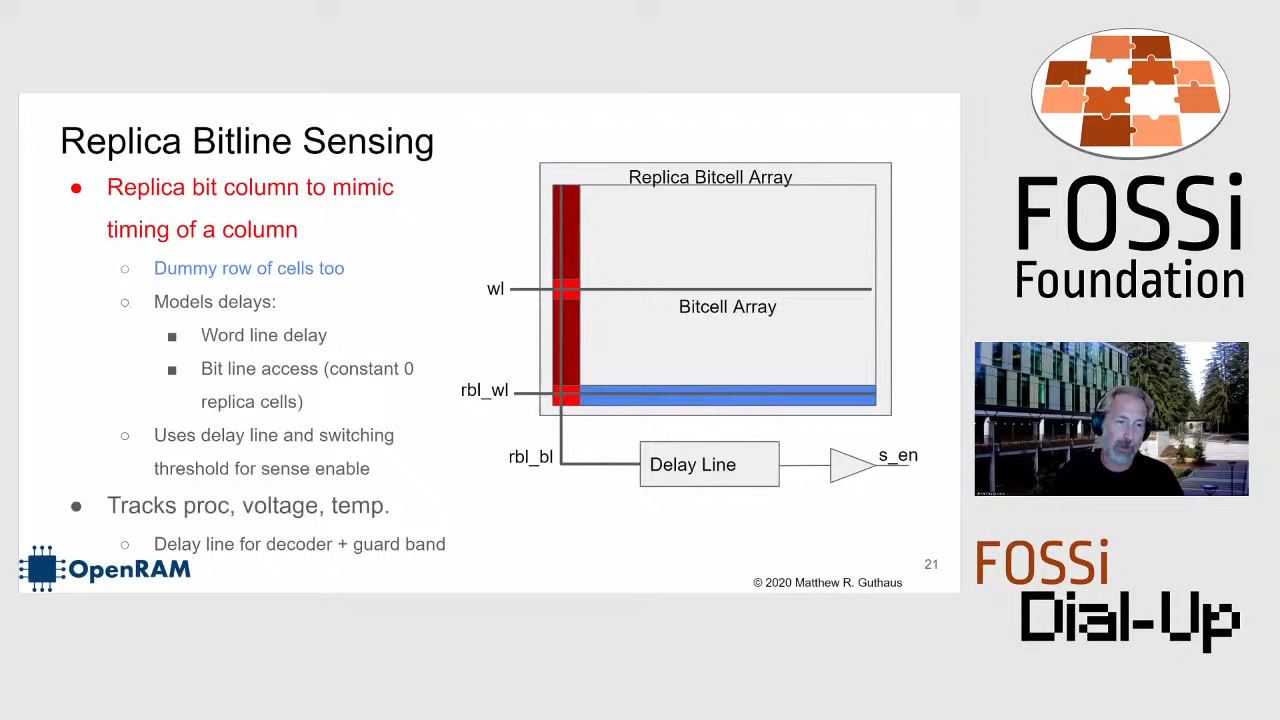 Replica Bitline Sensing
● Replica bit column to mimic
timing of a column
○ Dummy row of cells too
○ Models delays:
■ Word line delay
■ Bit line access (constant 0
replica cells)
○ Uses delay line and switching
threshold for sense enable
● Tracks proc, voltage, temp.
○ Delay line for decoder + guard band
OpenRAM
Replica Bitcell Array
wl
Bitcell Array
rbl_wl
rbl_bl
Delay Line
s_en
21
© 2020 Matthew R. Guthaus
FOSSi
Foundation
FOSSi
Dial-Up